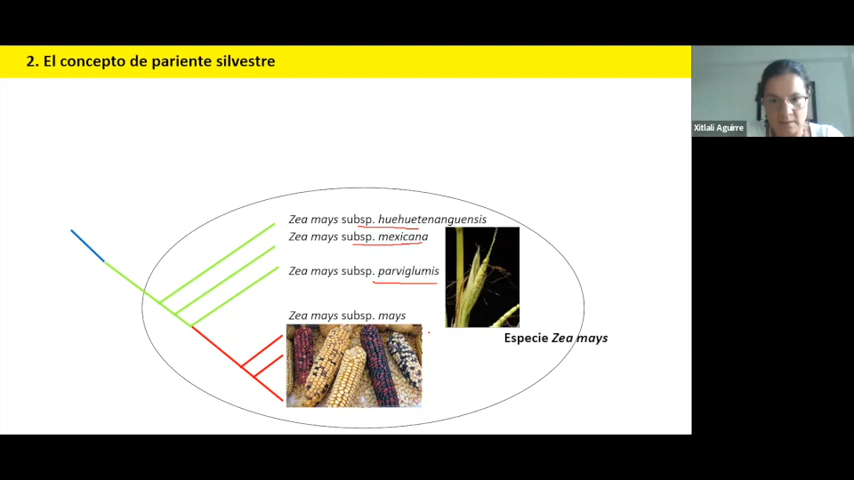 2. El concepto de pariente silvestre
Xitlali Aguirre
Zea mays subsp. huehuetenanguensis
Zea mays subsp. mexicana
Zea mays subsp. parviglumis
Zea mays subsp. mays
Especie Zea mays